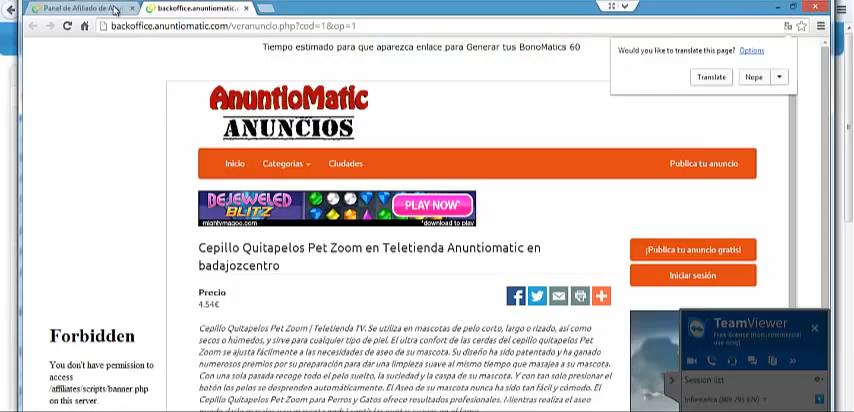 Panel de Afiliado de A
backoffice.anuntiomatic.
backoffice.anuntiomatic.com/veranuncio.php?cod=1&op=1
Tiempo estimado para que aparezca enlace para Generar tus BonoMatics 60
Would you like to translate this page? Options
Translate
Nope
AnuntioMatic
ANUNCIOS
Inicio
Categorias
Ciudades
Publica tu anuncio
BEJEWELED
BLITZ
mightymagoo.com
PLAY NOW*
*download to play
Cepillo Quitapelos Pet Zoom en Teletienda Anuntiomatic en
badajozcentro
¡Publica tu anuncio gratis!
Iniciar sesión
Precio
4.54€
Cepillo Quitapelos Pet Zoom / Teletienda TV. Se utiliza en mascotas de pelo corto, largo o rizado, así como
secos o húmedos, y sirve para cualquier tipo de piel. El ultra confort de las cerdas del cepillo quitapelos Pet
Zoom se ajusta fácilmente a las necesidades de aseo de su mascota. Su diseño ha sido patentado y ha ganado
numerosos premios por su preparación para dar una limpieza suave al mismo tiempo que masajea a su mascota.
Con una sola pasada recoge todo el pelo suelto, la suciedad y la caspa de su mascota. Y con tan solo presionar el
botón los pelos se desprenden automáticamente. El Aseo de su mascota nunca ha sido tan fácil y cómodo. El
Cepillo Quitapelos Pet Zoom para Perros y Gatos ofrece resultados profesionales. Mientras realiza el aseo
Forbidden
You don't have permission to
access
/affiliates/scripts/banner.php
on this server.
TeamViewer
Free license (non-commercial
use only)
Session list
Informatica (809 795 970)